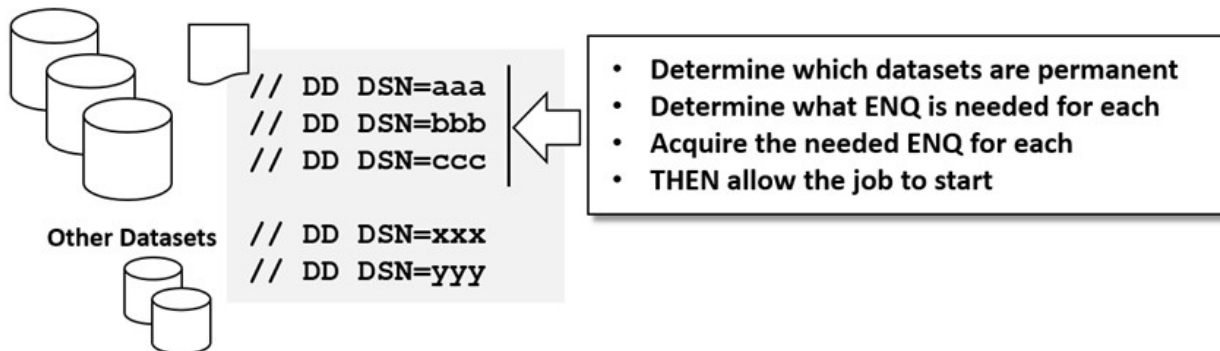 // DD DSN=aaa
// DD DSN=bbb
// DD DSN=ccc
• Determine which datasets are permanent
• Determine what ENQ is needed for each
• Acquire the needed ENQ for each
• THEN allow the job to start
Other Datasets
// DD DSN=xxx
// DD DSN=yyy